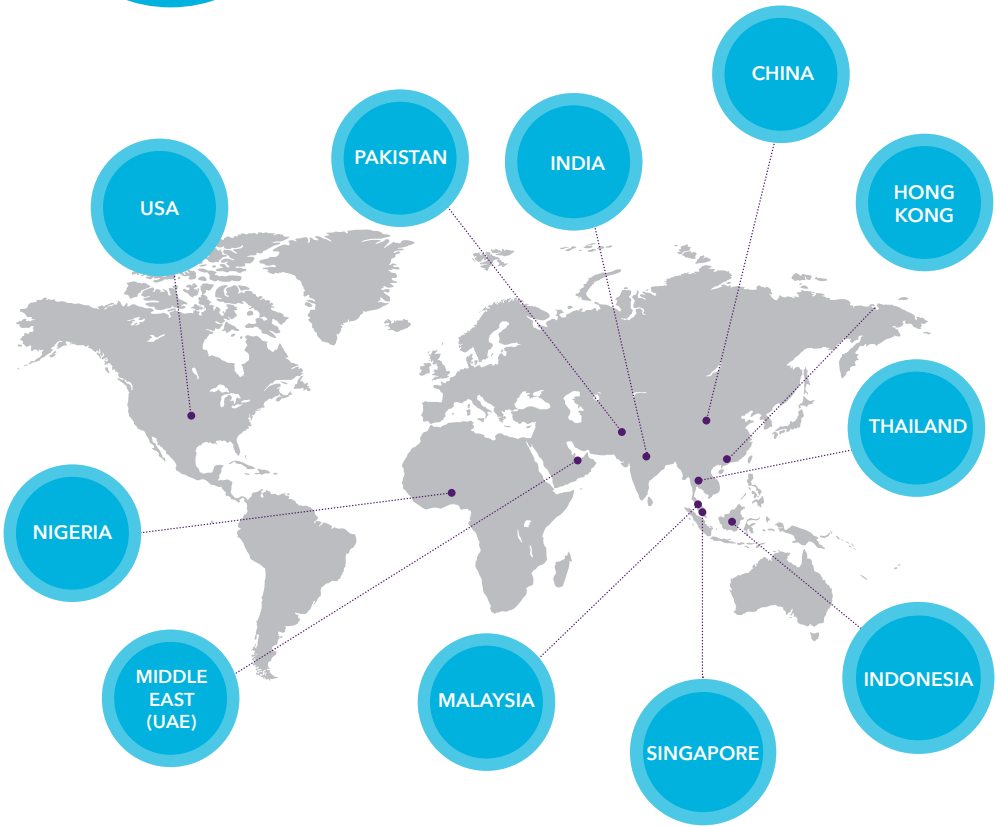 CHINA
PAKISTAN
INDIA
USA
HONG
KONG
THAILAND
NIGERIA
MIDDLE
EAST
(UAE)
MALAYSIA
INDONESIA
SINGAPORE